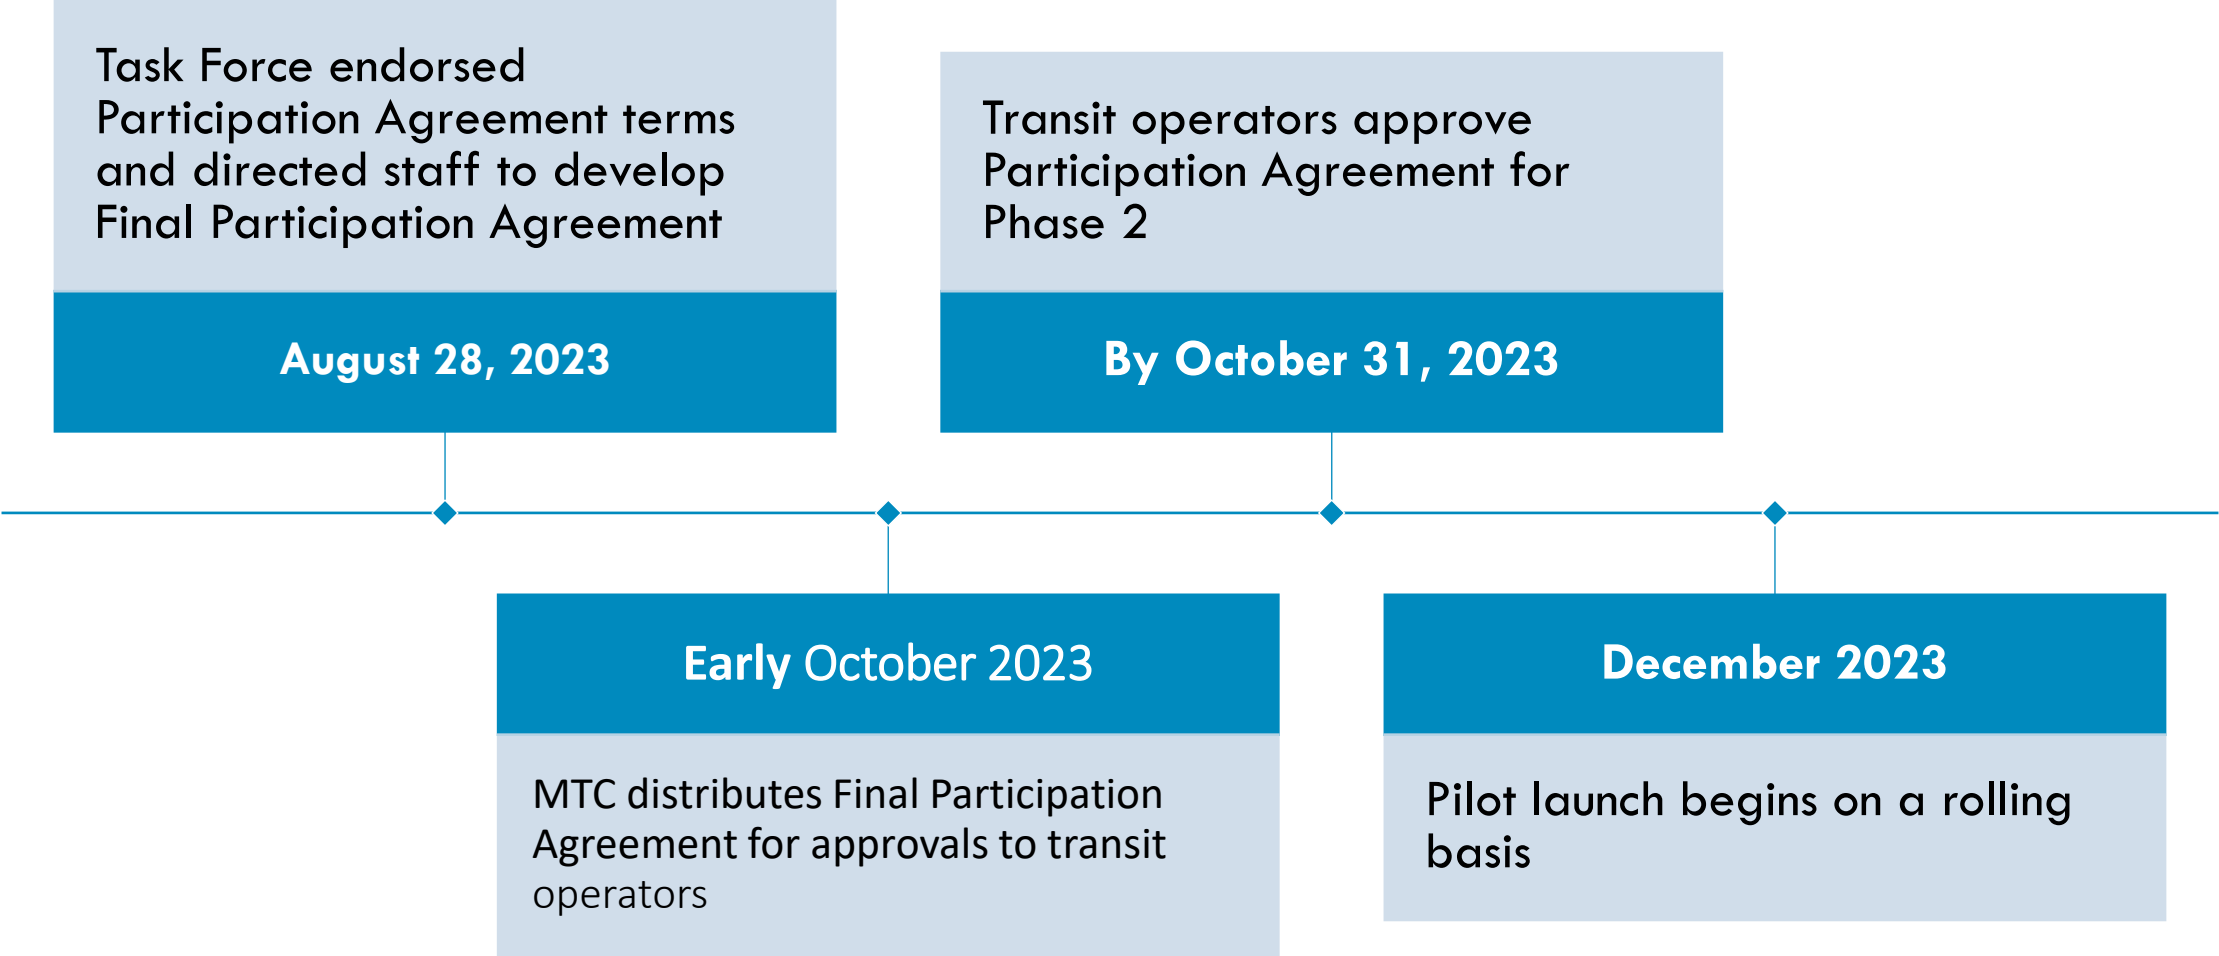 Task Force endorsed
Participation Agreement terms
and directed staff to develop
Final Participation Agreement
August 28, 2023
Early October 2023
MTC distributes Final Participation
Agreement for approvals to transit
operators
Transit operators approve
Participation Agreement for
Phase 2
By October 31, 2023
December 2023
Pilot launch begins on a rolling
basis